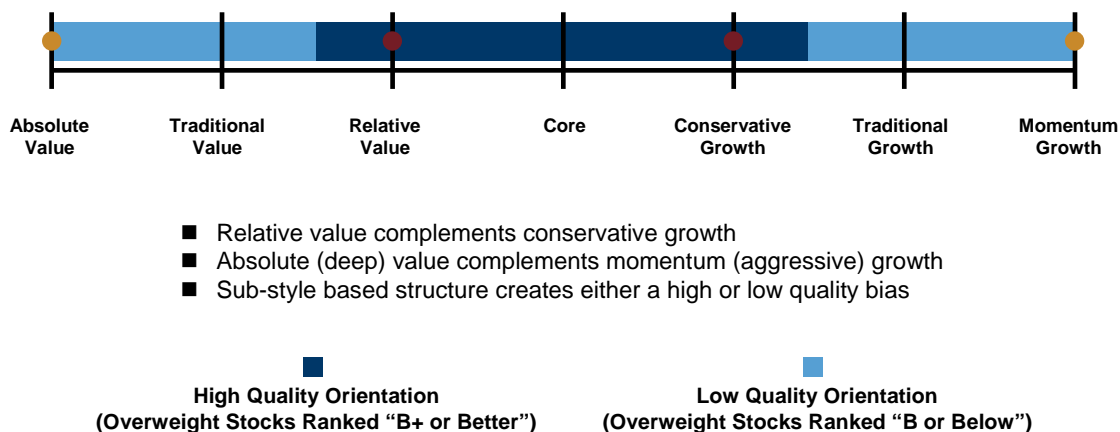 Absolute Value
Traditional Value
Relative Value
Core
Conservative Growth
Traditional Growth
Momentum Growth
Relative value complements conservative growth
Absolute (deep) value complements momentum (aggressive) growth
Sub-style based structure creates either a high or low quality bias
High Quality Orientation
(Overweight Stocks Ranked “B+ or Better”)
Low Quality Orientation
(Overweight Stocks Ranked “B or Below”)